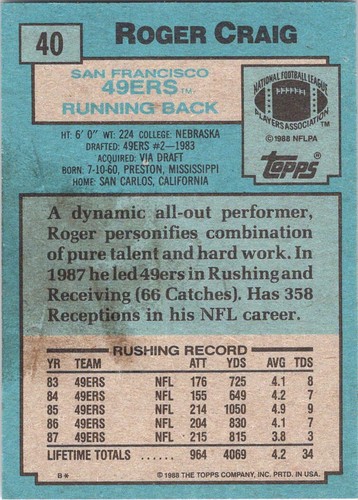 40
ROGER CRAIG
SAN FRANCISCO
49ERS TM
RUNNING BACK
NATIONAL FOOTBALL LEAGUE
PLAYERS ASSOCIATION TM
© 1988 NFLPA
topps®
HT: 6' 0" WT: 224 COLLEGE: NEBRASKA
DRAFTED: 49ERS #2—1983
ACQUIRED: VIA DRAFT
BORN: 7-10-60, PRESTON, MISSISSIPPI
HOME: SAN CARLOS, CALIFORNIA
A dynamic all-out performer,
Roger personifies combination
of pure talent and hard work. In
1987 he led 49ers in Rushing and
Receiving (66 Catches). Has 358
Receptions in his NFL career.
RUSHING RECORD
YR TEAM ATT YDS AVG TDS
83 49ERS NFL 176 725 4.1 8
84 49ERS NFL 155 649 4.2 7
85 49ERS NFL 214 1050 4.9 9
86 49ERS NFL 204 830 4.1 7
87 49ERS NFL 215 815 3.8 3
LIFETIME TOTALS ...... 964 4069 4.2 34
B* © 1988 THE TOPPS COMPANY, INC. PRTD. IN USA.